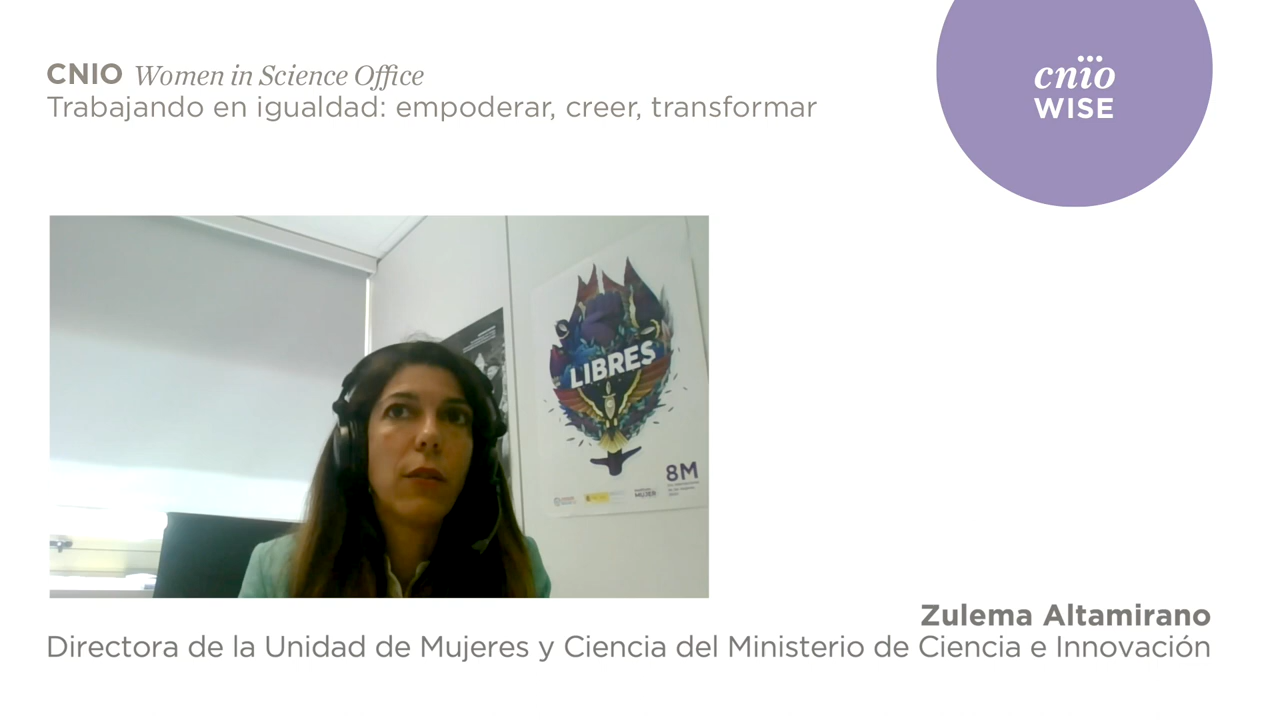 CNIO Women in Science Office
Trabajando en igualdad: empoderar, creer, transformar
cnio
WISE
LIBRES
8M
MUJER
Zulema Altamirano
Directora de la Unidad de Mujeres y Ciencia del Ministerio de Ciencia e Innovación